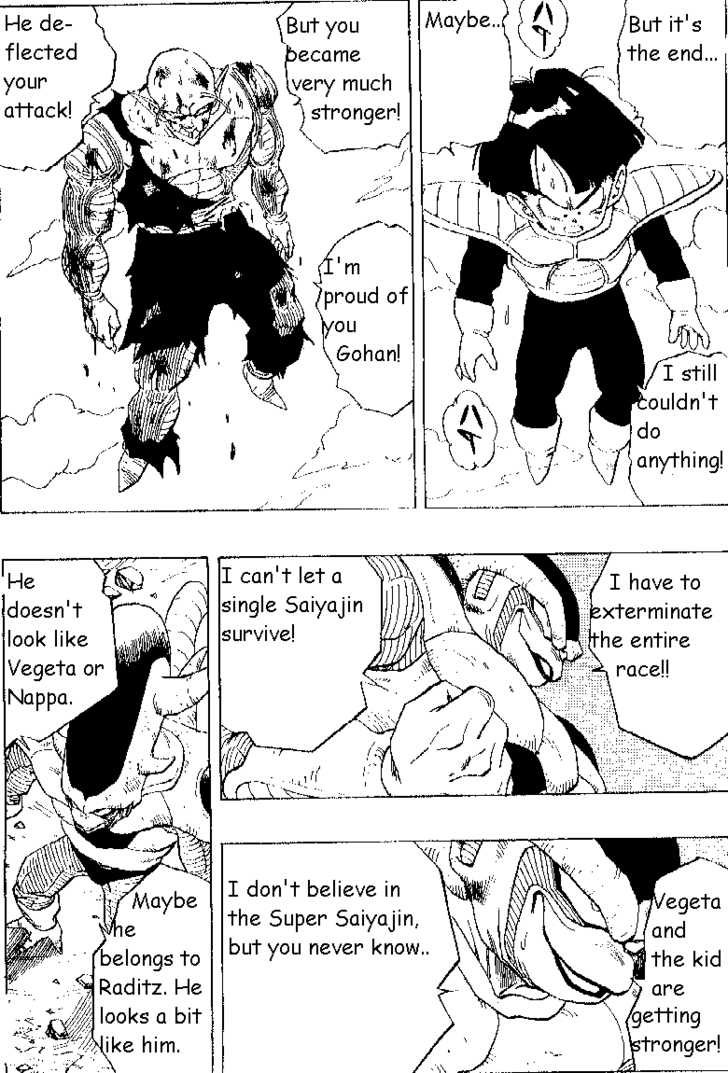 He de-
flected
your
attack!
But you
became
very much
stronger!
I'm
proud of
you
Gohan!
Maybe..
But it's
the end...
I still
couldn't
do
anything!
He
doesn't
look like
Vegeta or
Nappa.
Maybe
he
belongs to
Raditz. He
looks a bit
like him.
I can't let a
single Saiyajin
survive!
I have to
exterminate
the entire
race!!
I don't believe in
the Super Saiyajin,
but you never know..
Vegeta
and
the kid
are
getting
stronger!